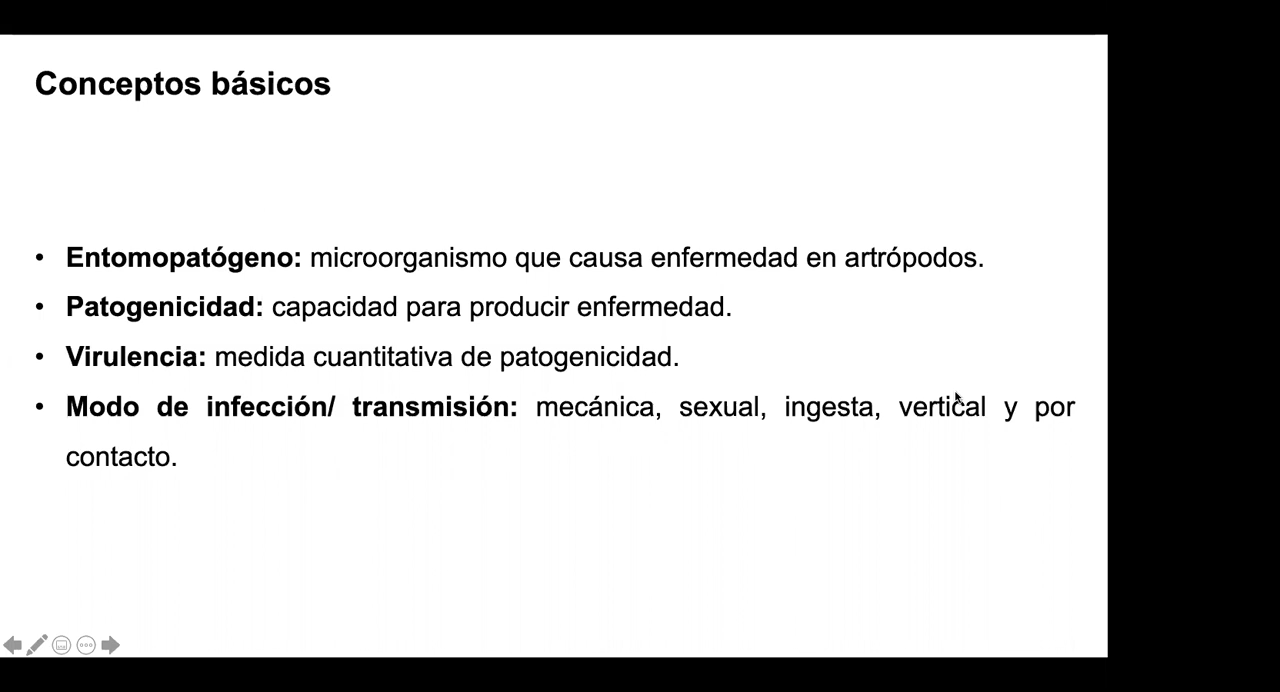 Conceptos básicos
• Entomopatógeno: microorganismo que causa enfermedad en artrópodos.
• Patogenicidad: capacidad para producir enfermedad.
• Virulencia: medida cuantitativa de patogenicidad.
• Modo de infección/ transmisión: mecánica, sexual, ingesta, vertical y por
contacto.